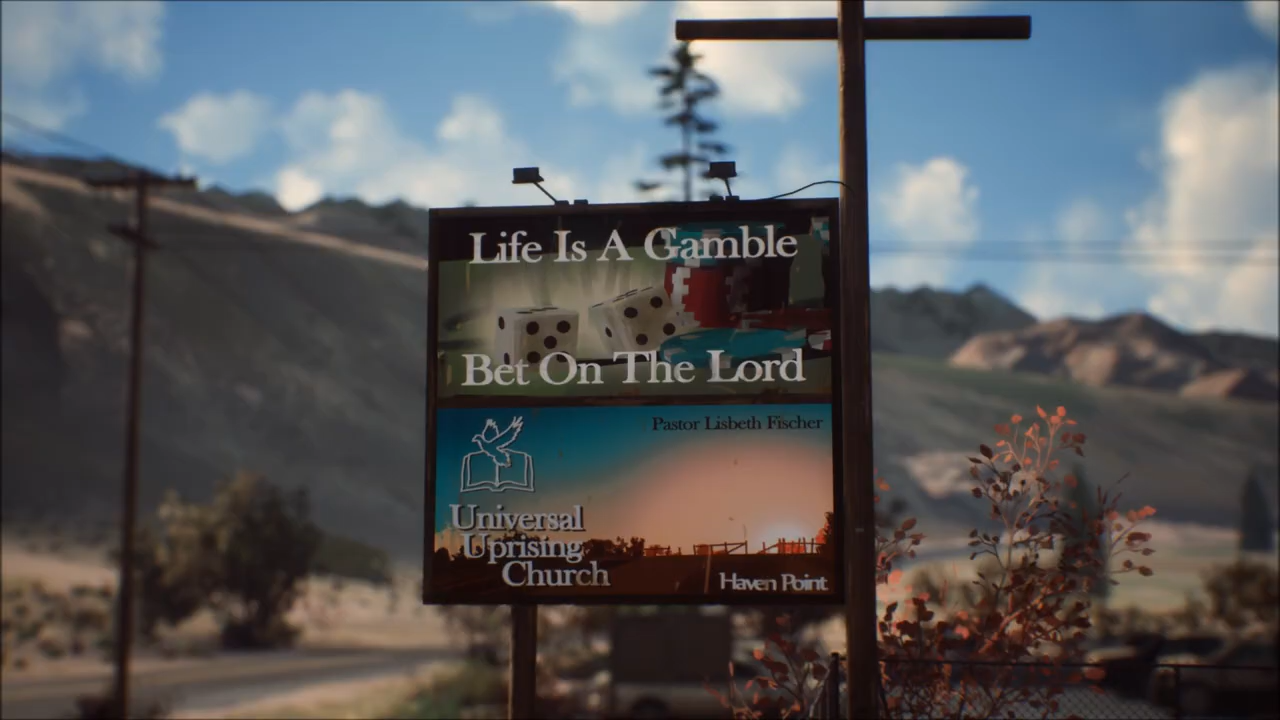 Life Is A Gamble
Bet On The Lord
Pastor Lisbeth Fischer
Universal
Uprising
Church
Haven Point